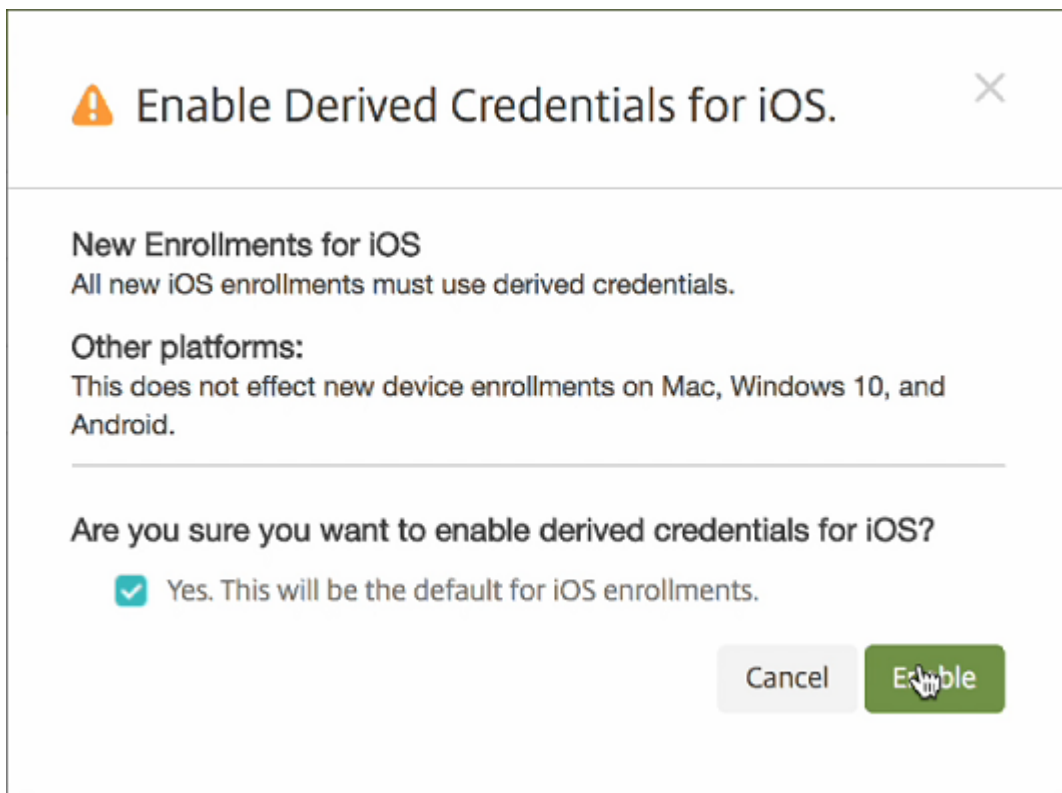 Enable Derived Credentials for iOS.
New Enrollments for iOS
All new iOS enrollments must use derived credentials.
Other platforms:
This does not effect new device enrollments on Mac, Windows 10, and
Android.
Are you sure you want to enable derived credentials for iOS?
Yes. This will be the default for iOS enrollments.
Cancel
Enable